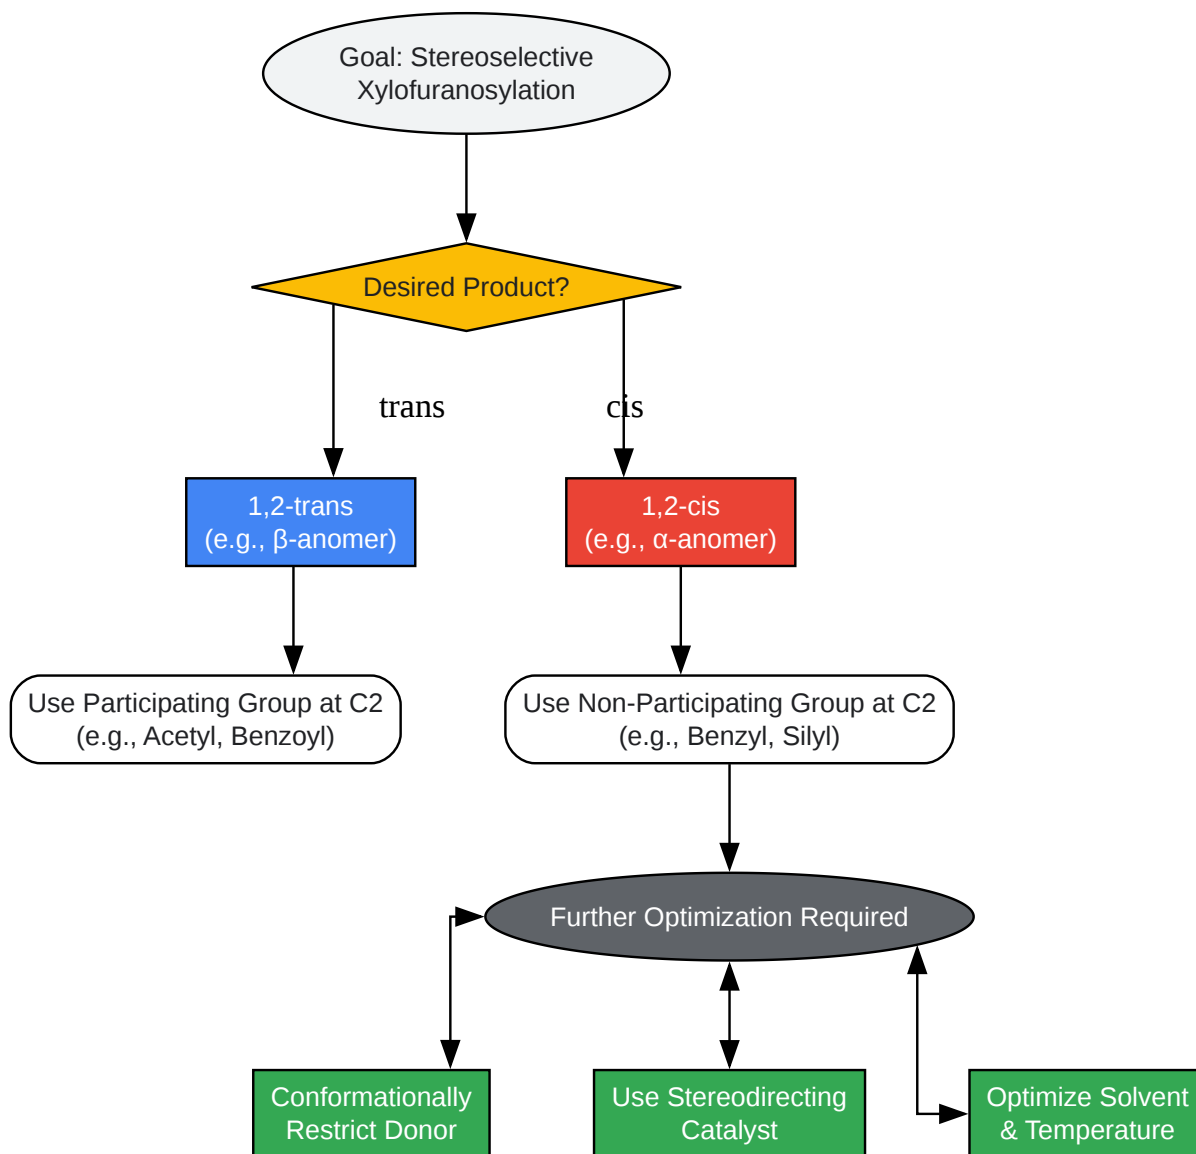 Goal: Stereoselective
Xylofuranosylation
Desired Product?
trans
cis
1,2-trans
(e.g., β-anomer)
1,2-cis
(e.g., α-anomer)
Use Participating Group at C2
(e.g., Acetyl, Benzoyl)
Use Non-Participating Group at C2
(e.g., Benzyl, Silyl)
Further Optimization Required
Conformationally
Restrict Donor
Use Stereodirecting
Catalyst
Optimize Solvent
& Temperature